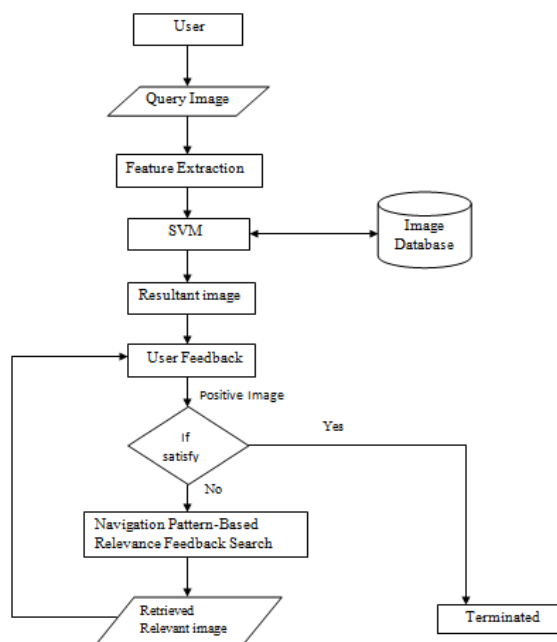 User
Query Image
Feature Extraction
SVM
Image
Database
Resultant image
User Feedback
Positive Image
If
satisfy
Yes
No
Navigation Pattern-Based
Relevance Feedback Search
Retrieved
Relevant image
Terminated